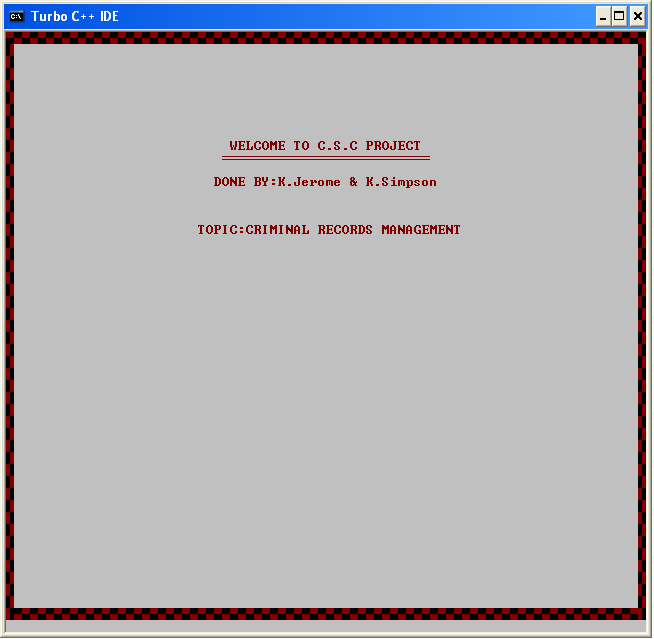 Turbo C++ IDE
WELCOME TO C.S.C PROJECT
DONE BY:K.Jerome & K.Simpson
TOPIC:CRIMINAL RECORDS MANAGEMENT